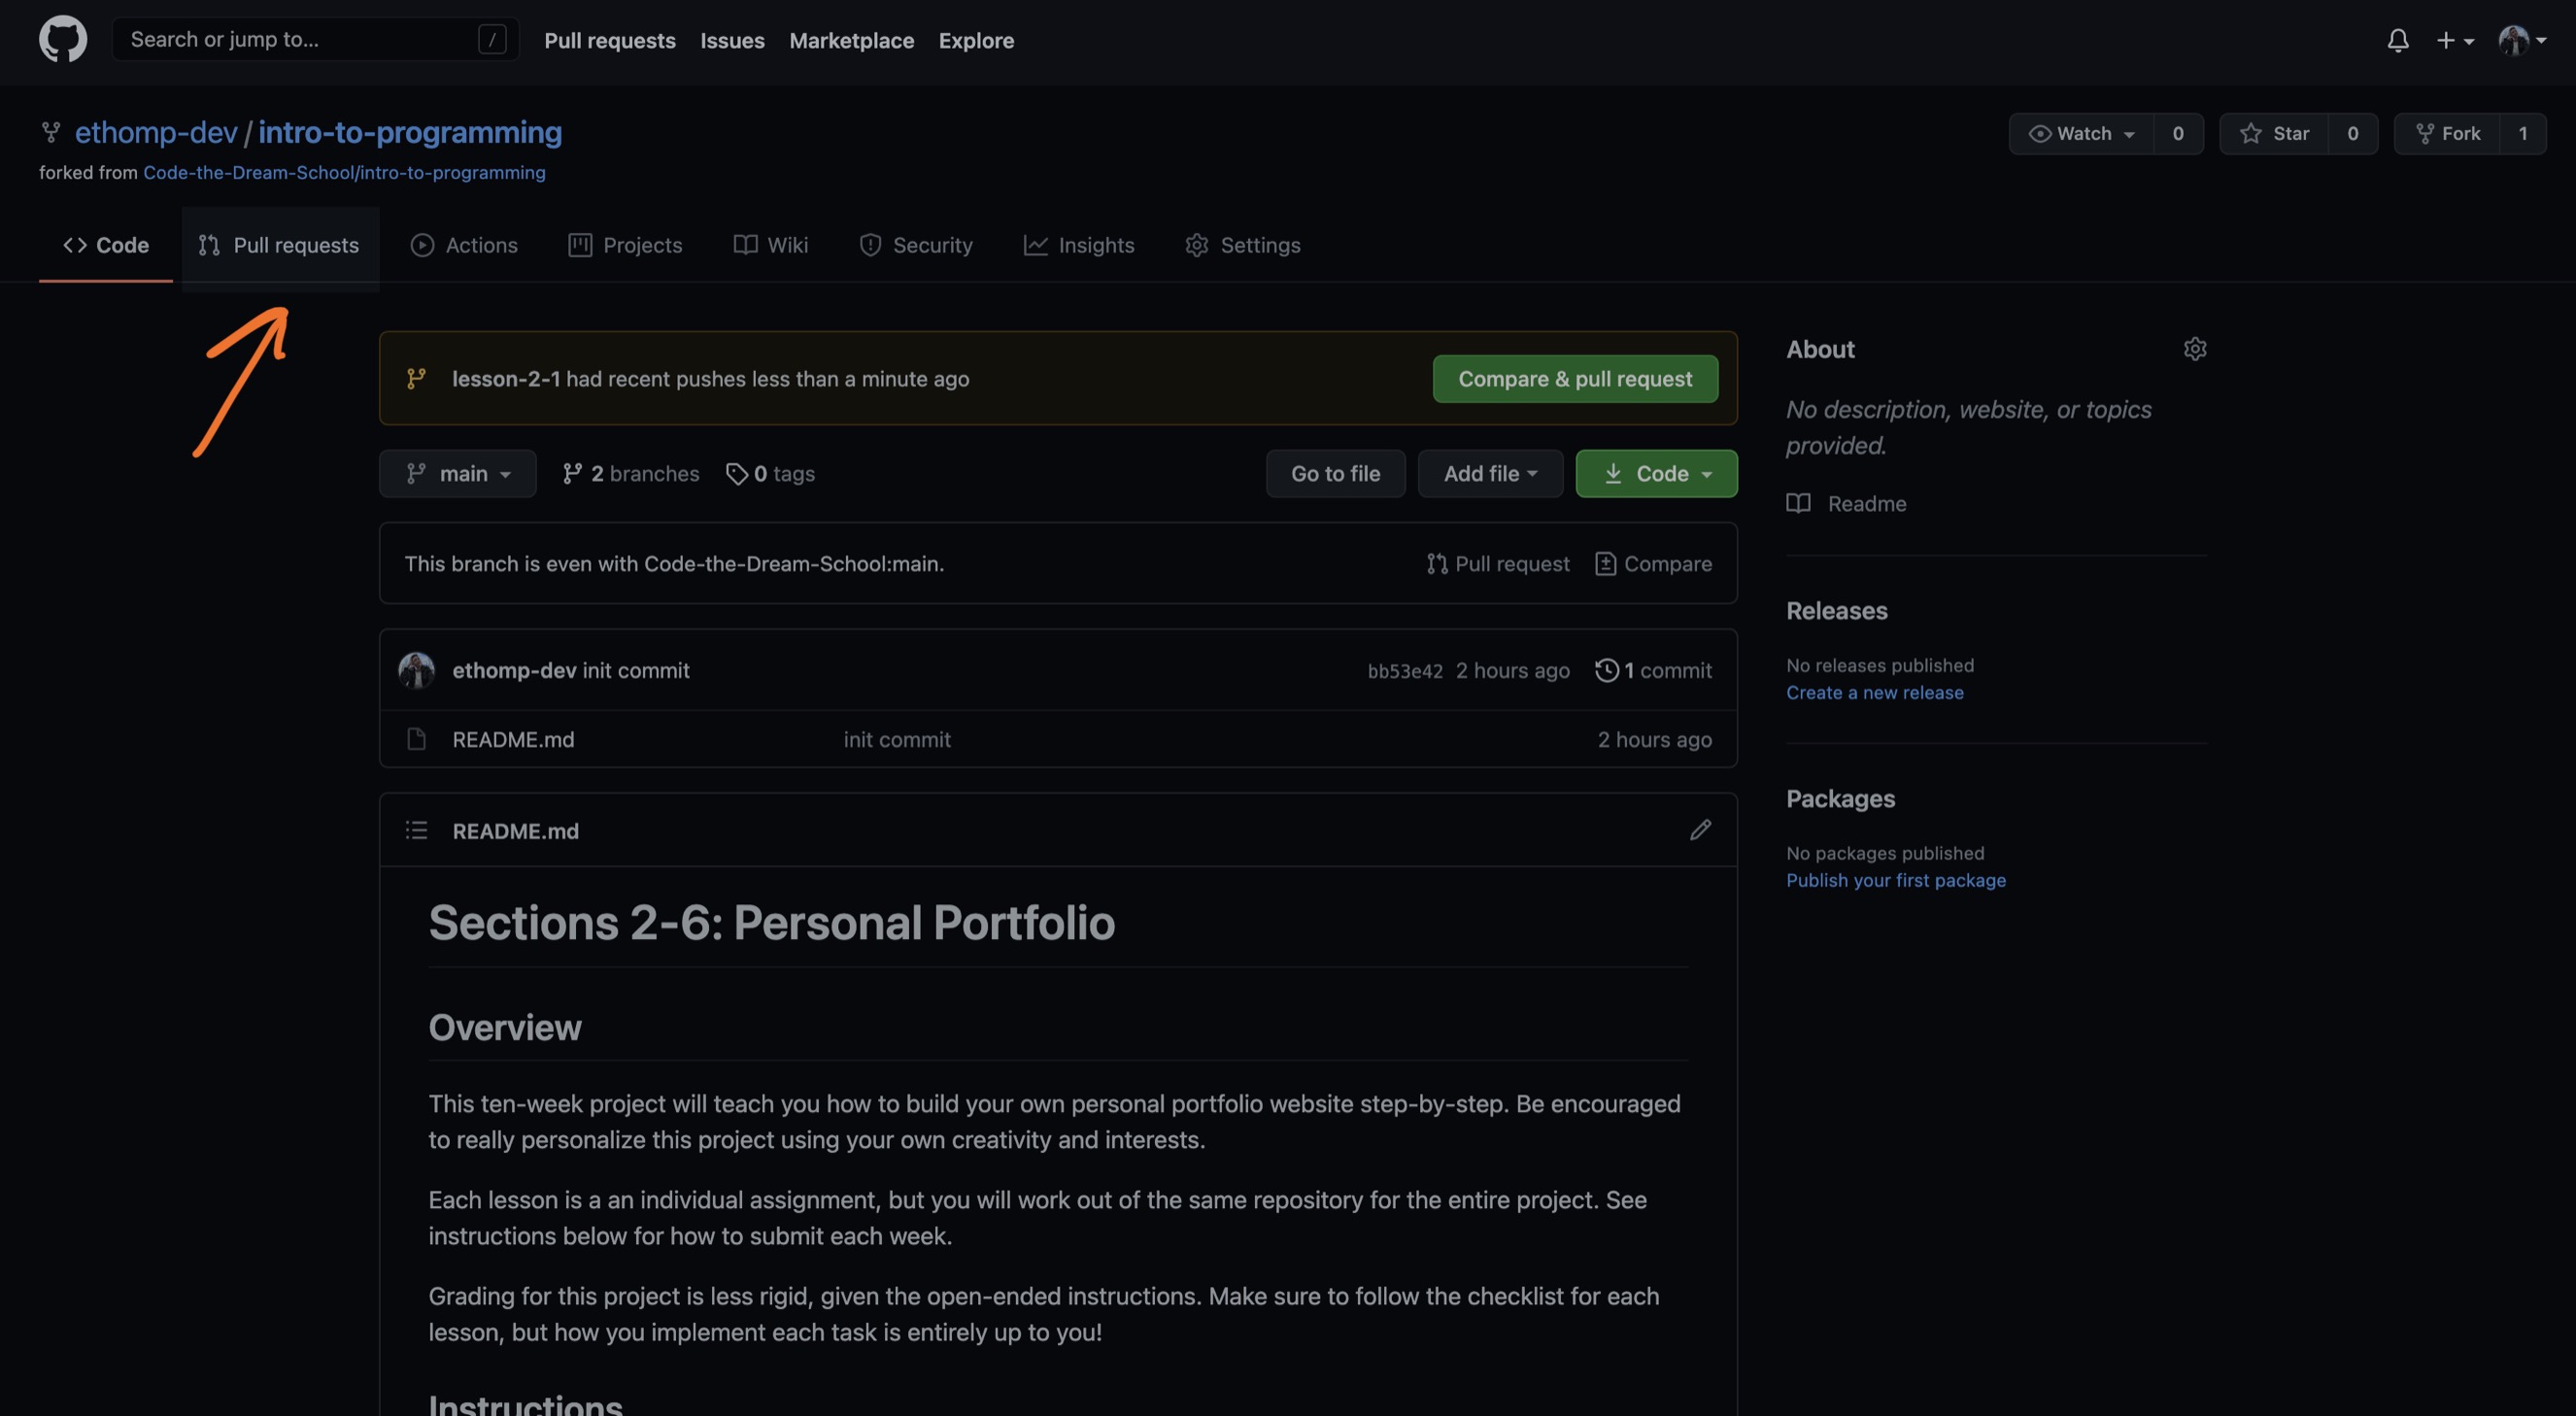 Search or jump to... /
Pull requests Issues Marketplace Explore
ethomp-dev / intro-to-programming
Watch 0 Star 0 Fork 1
forked from Code-the-Dream-School/intro-to-programming
Code Pull requests Actions Projects Wiki Security Insights Settings
lesson-2-1 had recent pushes less than a minute ago
Compare & pull request
main 2 branches 0 tags
Go to file Add file Code
This branch is even with Code-the-Dream-School:main.
Pull request Compare
ethomp-dev init commit
bb53e42 2 hours ago 1 commit
README.md init commit 2 hours ago
README.md
Sections 2-6: Personal Portfolio
Overview
This ten-week project will teach you how to build your own personal portfolio website step-by-step. Be encouraged
to really personalize this project using your own creativity and interests.
Each lesson is a an individual assignment, but you will work out of the same repository for the entire project. See
instructions below for how to submit each week.
Grading for this project is less rigid, given the open-ended instructions. Make sure to follow the checklist for each
lesson, but how you implement each task is entirely up to you!
Instructions
About
No description, website, or topics
provided.
Readme
Releases
No releases published
Create a new release
Packages
No packages published
Publish your first package